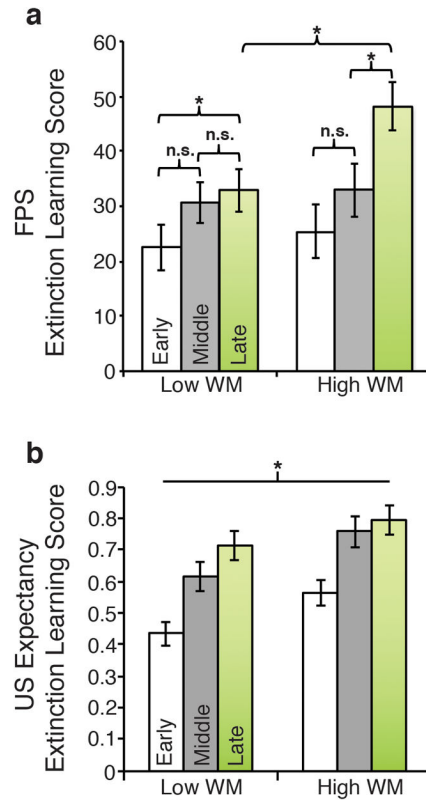 a
FPS
Extinction Learning Score
60
50
40
30
20
10
0
*
*
*
n.s.
n.s.
n.s.
Early
Middle
Late
Low WM
High WM
b
US Expectancy
Extinction Learning Score
0.9
0.8
0.7
0.6
0.5
0.4
0.3
0.2
0.1
0
*
Early
Middle
Late
Low WM
High WM